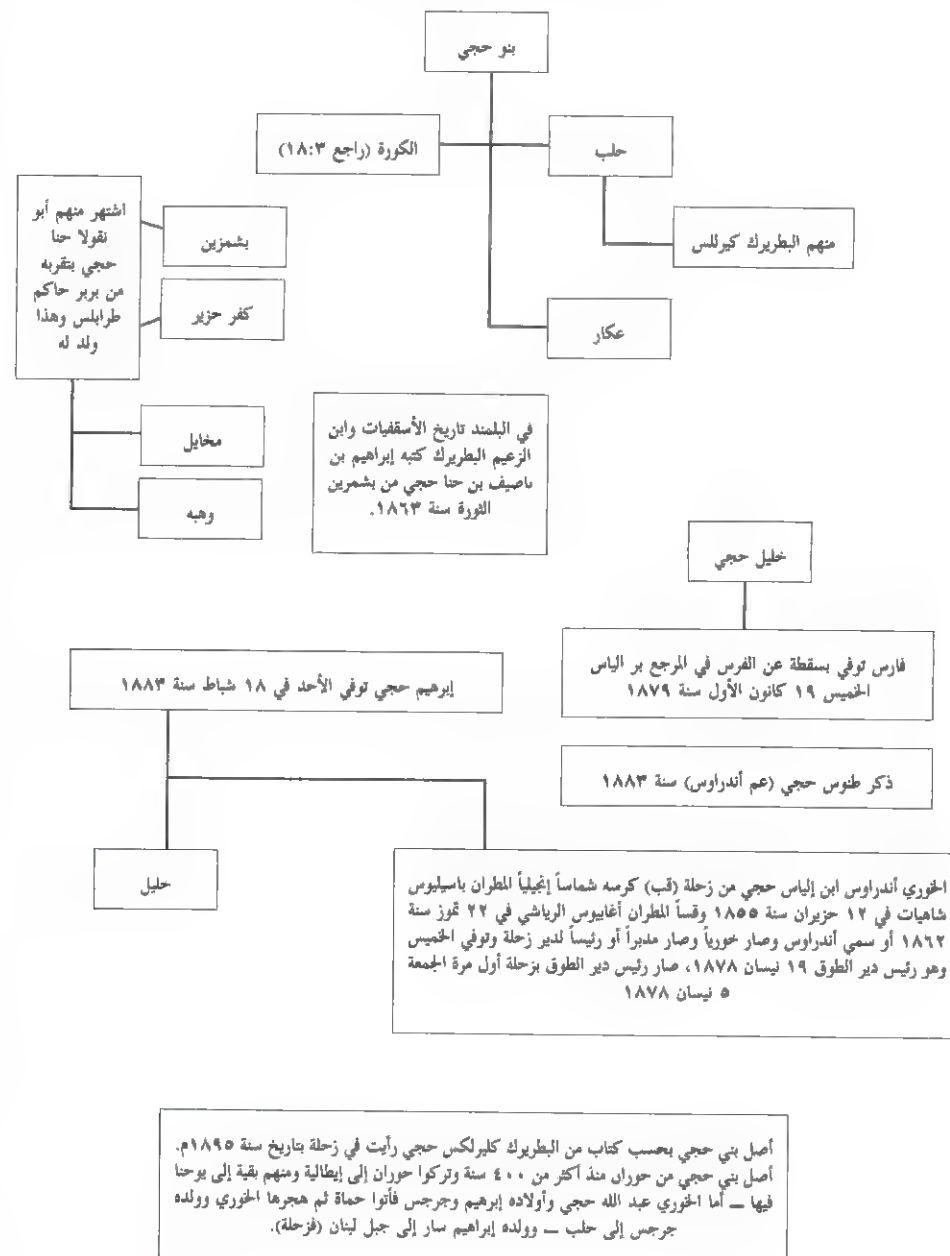 بنو حجي
حلب
الكورة (راجع ١٨:٣)
منهم البطريرك كيرللس
اشتهر منهم أبو
نقولا حنا
حجي بتقربه
من بربر حاكم
طرابلس وهذا
ولد له
بشمزين
كفر حزير
عكار
مخايل
وهبه
في البلمند تاريخ الأسقفيات وابن
الزعيم البطريرك كتبه إبراهيم بن
ناصيف بن حنا حجي من بشمرين
الثورة سنة ١٨٦٣.
خليل حجي
فارس توفي بسقطة عن الفرس في المرجع بر الياس
الخميس ١٩ كانون الأول سنة ١٨٧٩
إبرهيم حجي توفي الأحد في ١٨ شباط سنة ١٨٨٣
ذكر طنوس حجي (عم أندراوس) سنة ١٨٨٣
خليل
الخوري أندراوس ابن إلياس حجي من زحلة (قب) كرسه شماساً إنجيلياً المطران باسيليوس
شاهيات في ١٢ حزيران سنة ١٨٥٥ وقساً المطران أغابيوس الرياشي في ٢٢ تموز سنة
١٨٦٢ أو سمي أندراوس وصار خورياً وصار مدبراً أو رئيساً لدير زحلة وتوفي الخميس
وهو رئيس دير الطوق ١٩ نيسان ١٨٧٨، صار رئيس دير الطوق بزحلة أول مرة الجمعة
٥ نيسان ١٨٧٨
أصل بني حجي بحسب كتاب من البطريرك كليرلكس حجي رأيت في زحلة بتاريخ سنة ١٨٩٥م.
أصل بني حجي من حوران منذ أكثر من ٤٠٠ سنة وتركوا حوران إلى إيطالية ومنهم بقية إلى يوحنا
فيها ــ أما الخوري عبد الله حجي وأولاده إبرهيم وجرجس فأتوا حماة ثم هجرها الخوري وولده
جرجس إلى حلب ــ وولده إبراهيم سار إلى جبل لبنان (فزحلة).